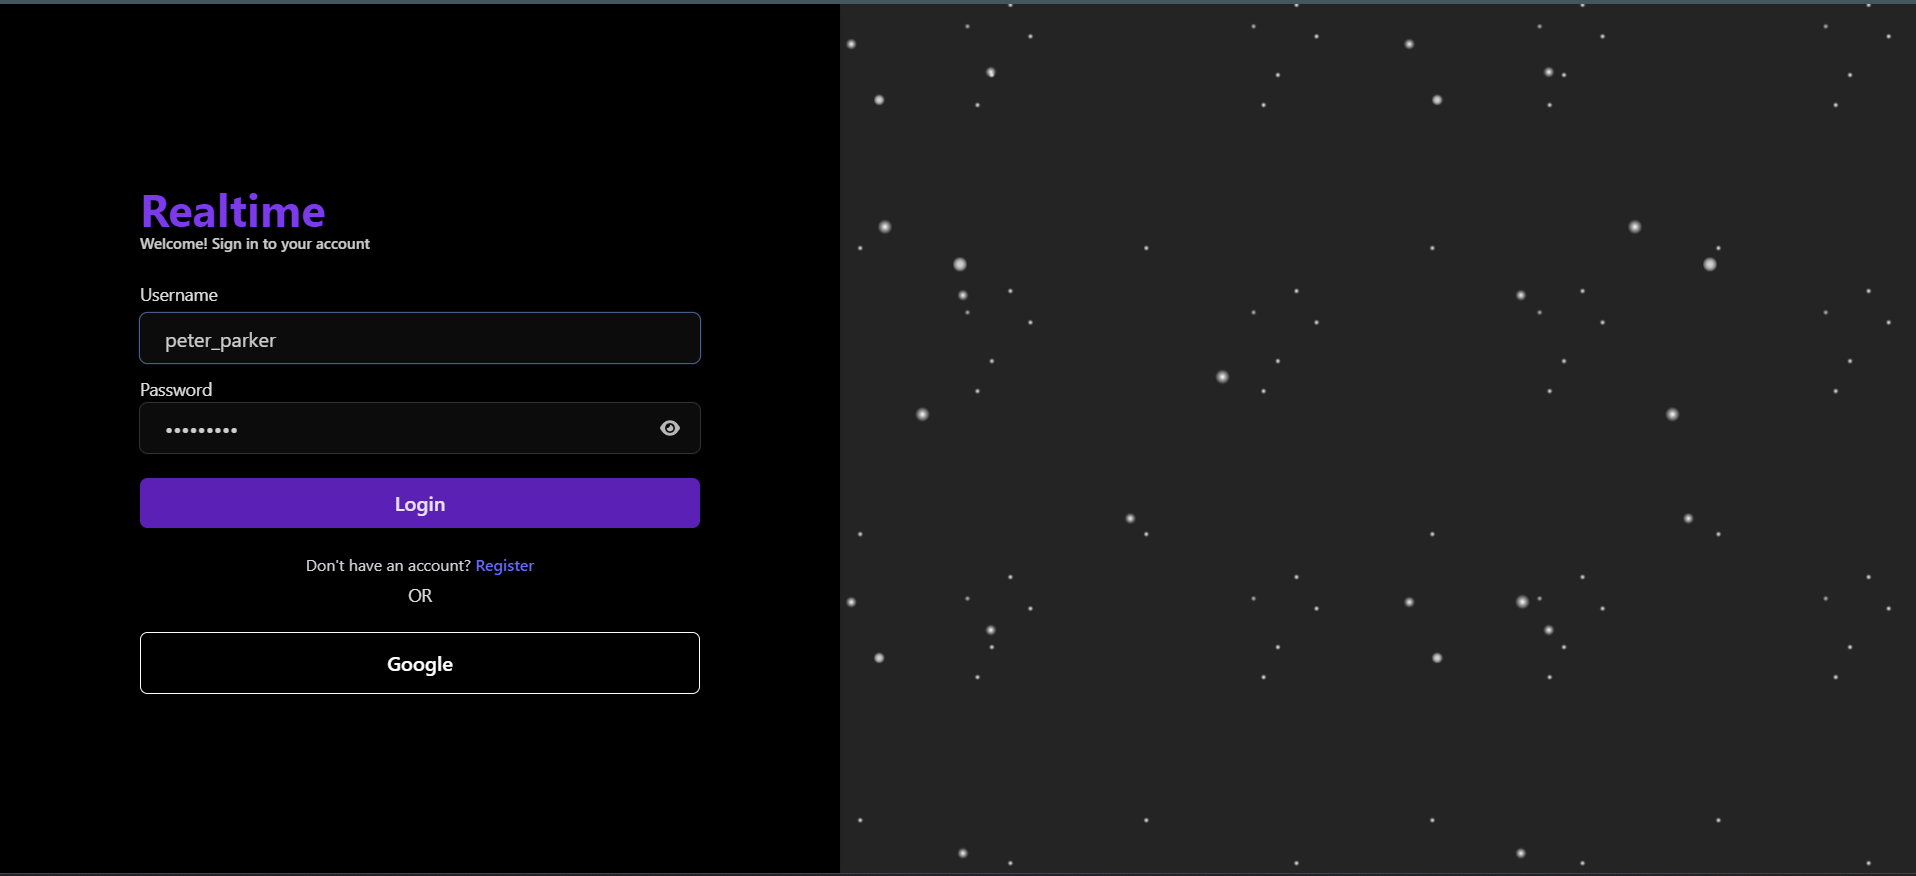 Realtime
Welcome! Sign in to your account
Username
peter_parker
Password
•••••••••
Login
Don't have an account? Register
OR
Google